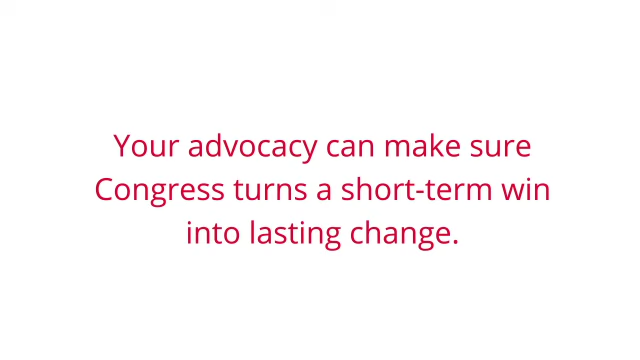 Your advocacy can make sure
Congress turns a short-term win
into lasting change.